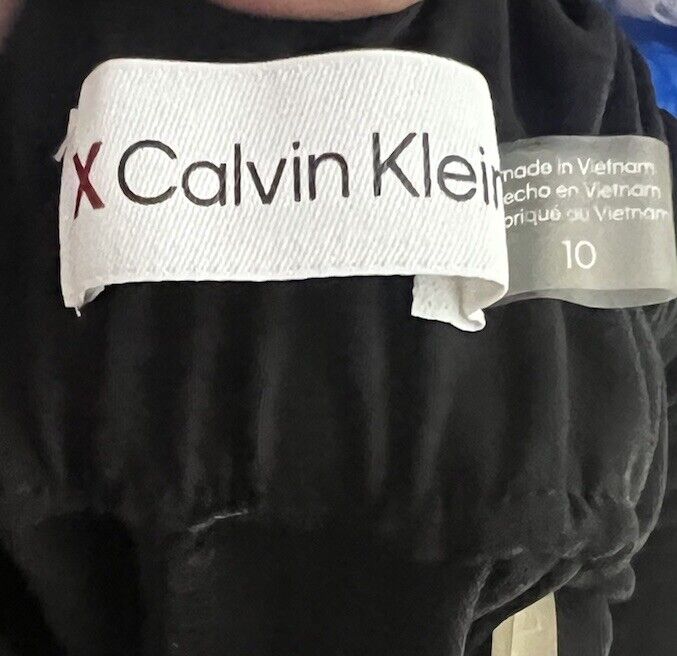 X Calvin Klein
made in Vietnam
echo en Vietnam
briqué au Vietnam
10